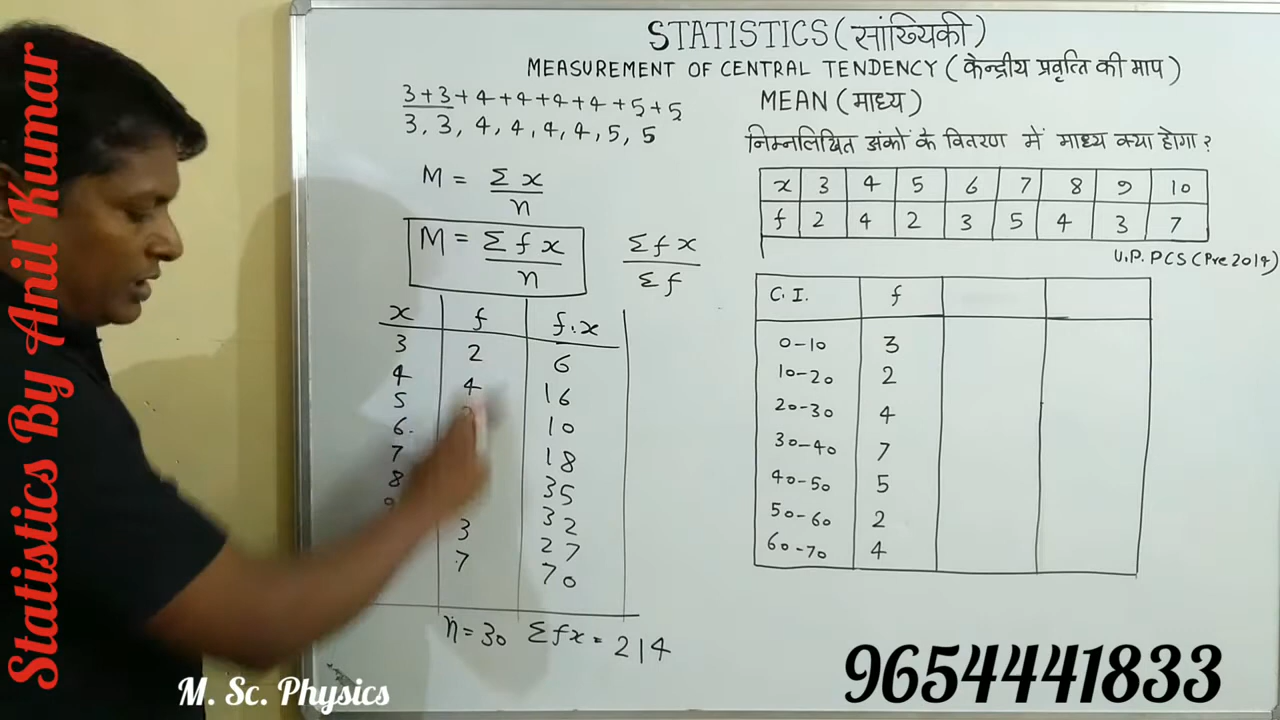 Statistics By Anil Kumar
STATISTICS (सांख्यिकी)
MEASUREMENT OF CENTRAL TENDENCY (केन्द्रीय प्रवृत्ति की माप)
3+3+4+4+4+4+5+5
3, 3, 4, 4, 4, 4, 5, 5
MEAN (माध्य)
निम्नलिखित अंकों के वितरण में माध्य क्या होगा?
x 3 4 5 6 7 8 9 10
f 2 4 2 3 5 4 3 7
U.P. PCS (Pre 2014)
M = Σx / n
M = Σfx / n
Σfx / Σf
x f f.x
3 2 6
4 4 16
5 10
6 18
7 35
8 32
3 27
7 70
n=30 Σfx = 214
C.I. f
0-10 3
10-20 2
20-30 4
30-40 7
40-50 5
50-60 2
60-70 4
M. Sc. Physics
9654441833